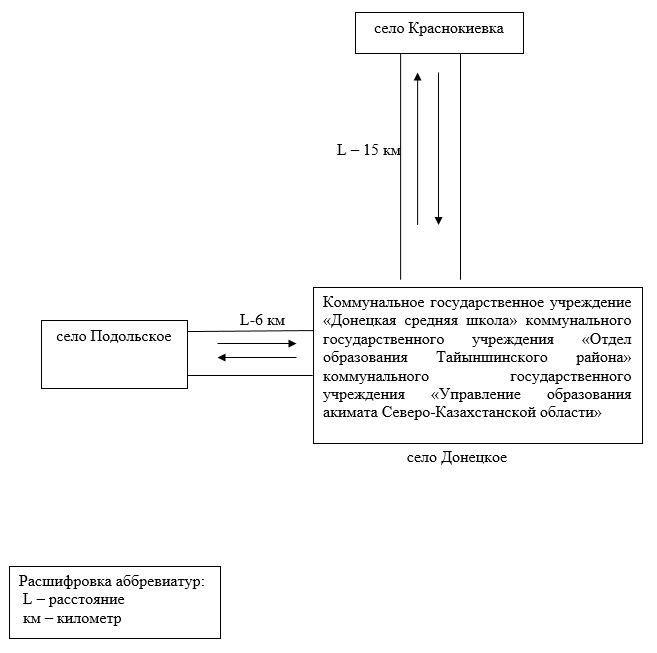 село Краснокиевка
L – 15 км
L-6 км
село Подольское
Коммунальное государственное учреждение
«Донецкая средняя школа» коммунального
государственного учреждения «Отдел
образования Тайыншинского района»
коммунального государственного
учреждения «Управление образования
акимата Северо-Казахстанской области»
село Донецкое
Расшифровка аббревиатур:
L – расстояние
км – километр